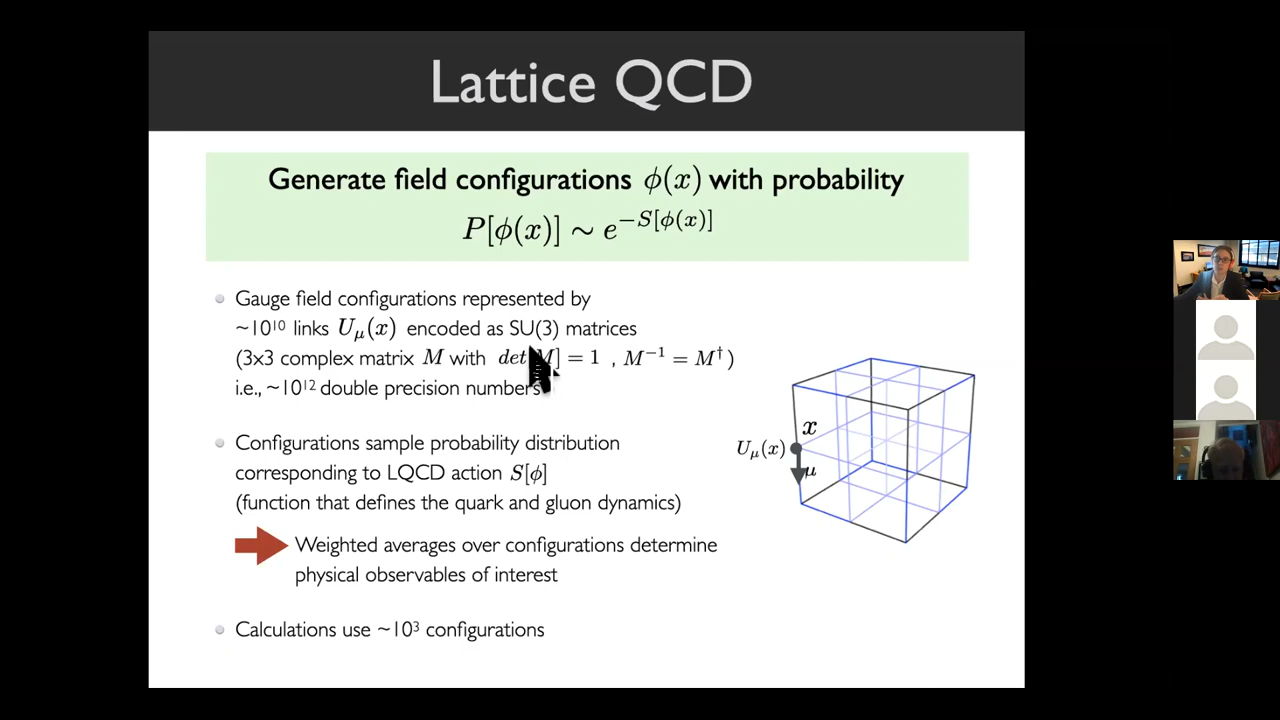 Lattice QCD
Generate field configurations ϕ(x) with probability
P[ϕ(x)] ∼ e^{−S[ϕ(x)]}
Gauge field configurations represented by
~10¹⁰ links U_μ(x) encoded as SU(3) matrices
(3x3 complex matrix M with det[M] = 1 , M⁻¹ = M†)
i.e., ~10¹² double precision numbers
Configurations sample probability distribution
corresponding to LQCD action S[ϕ]
(function that defines the quark and gluon dynamics)
Weighted averages over configurations determine
physical observables of interest
Calculations use ~10³ configurations
x
U_μ(x)
μ